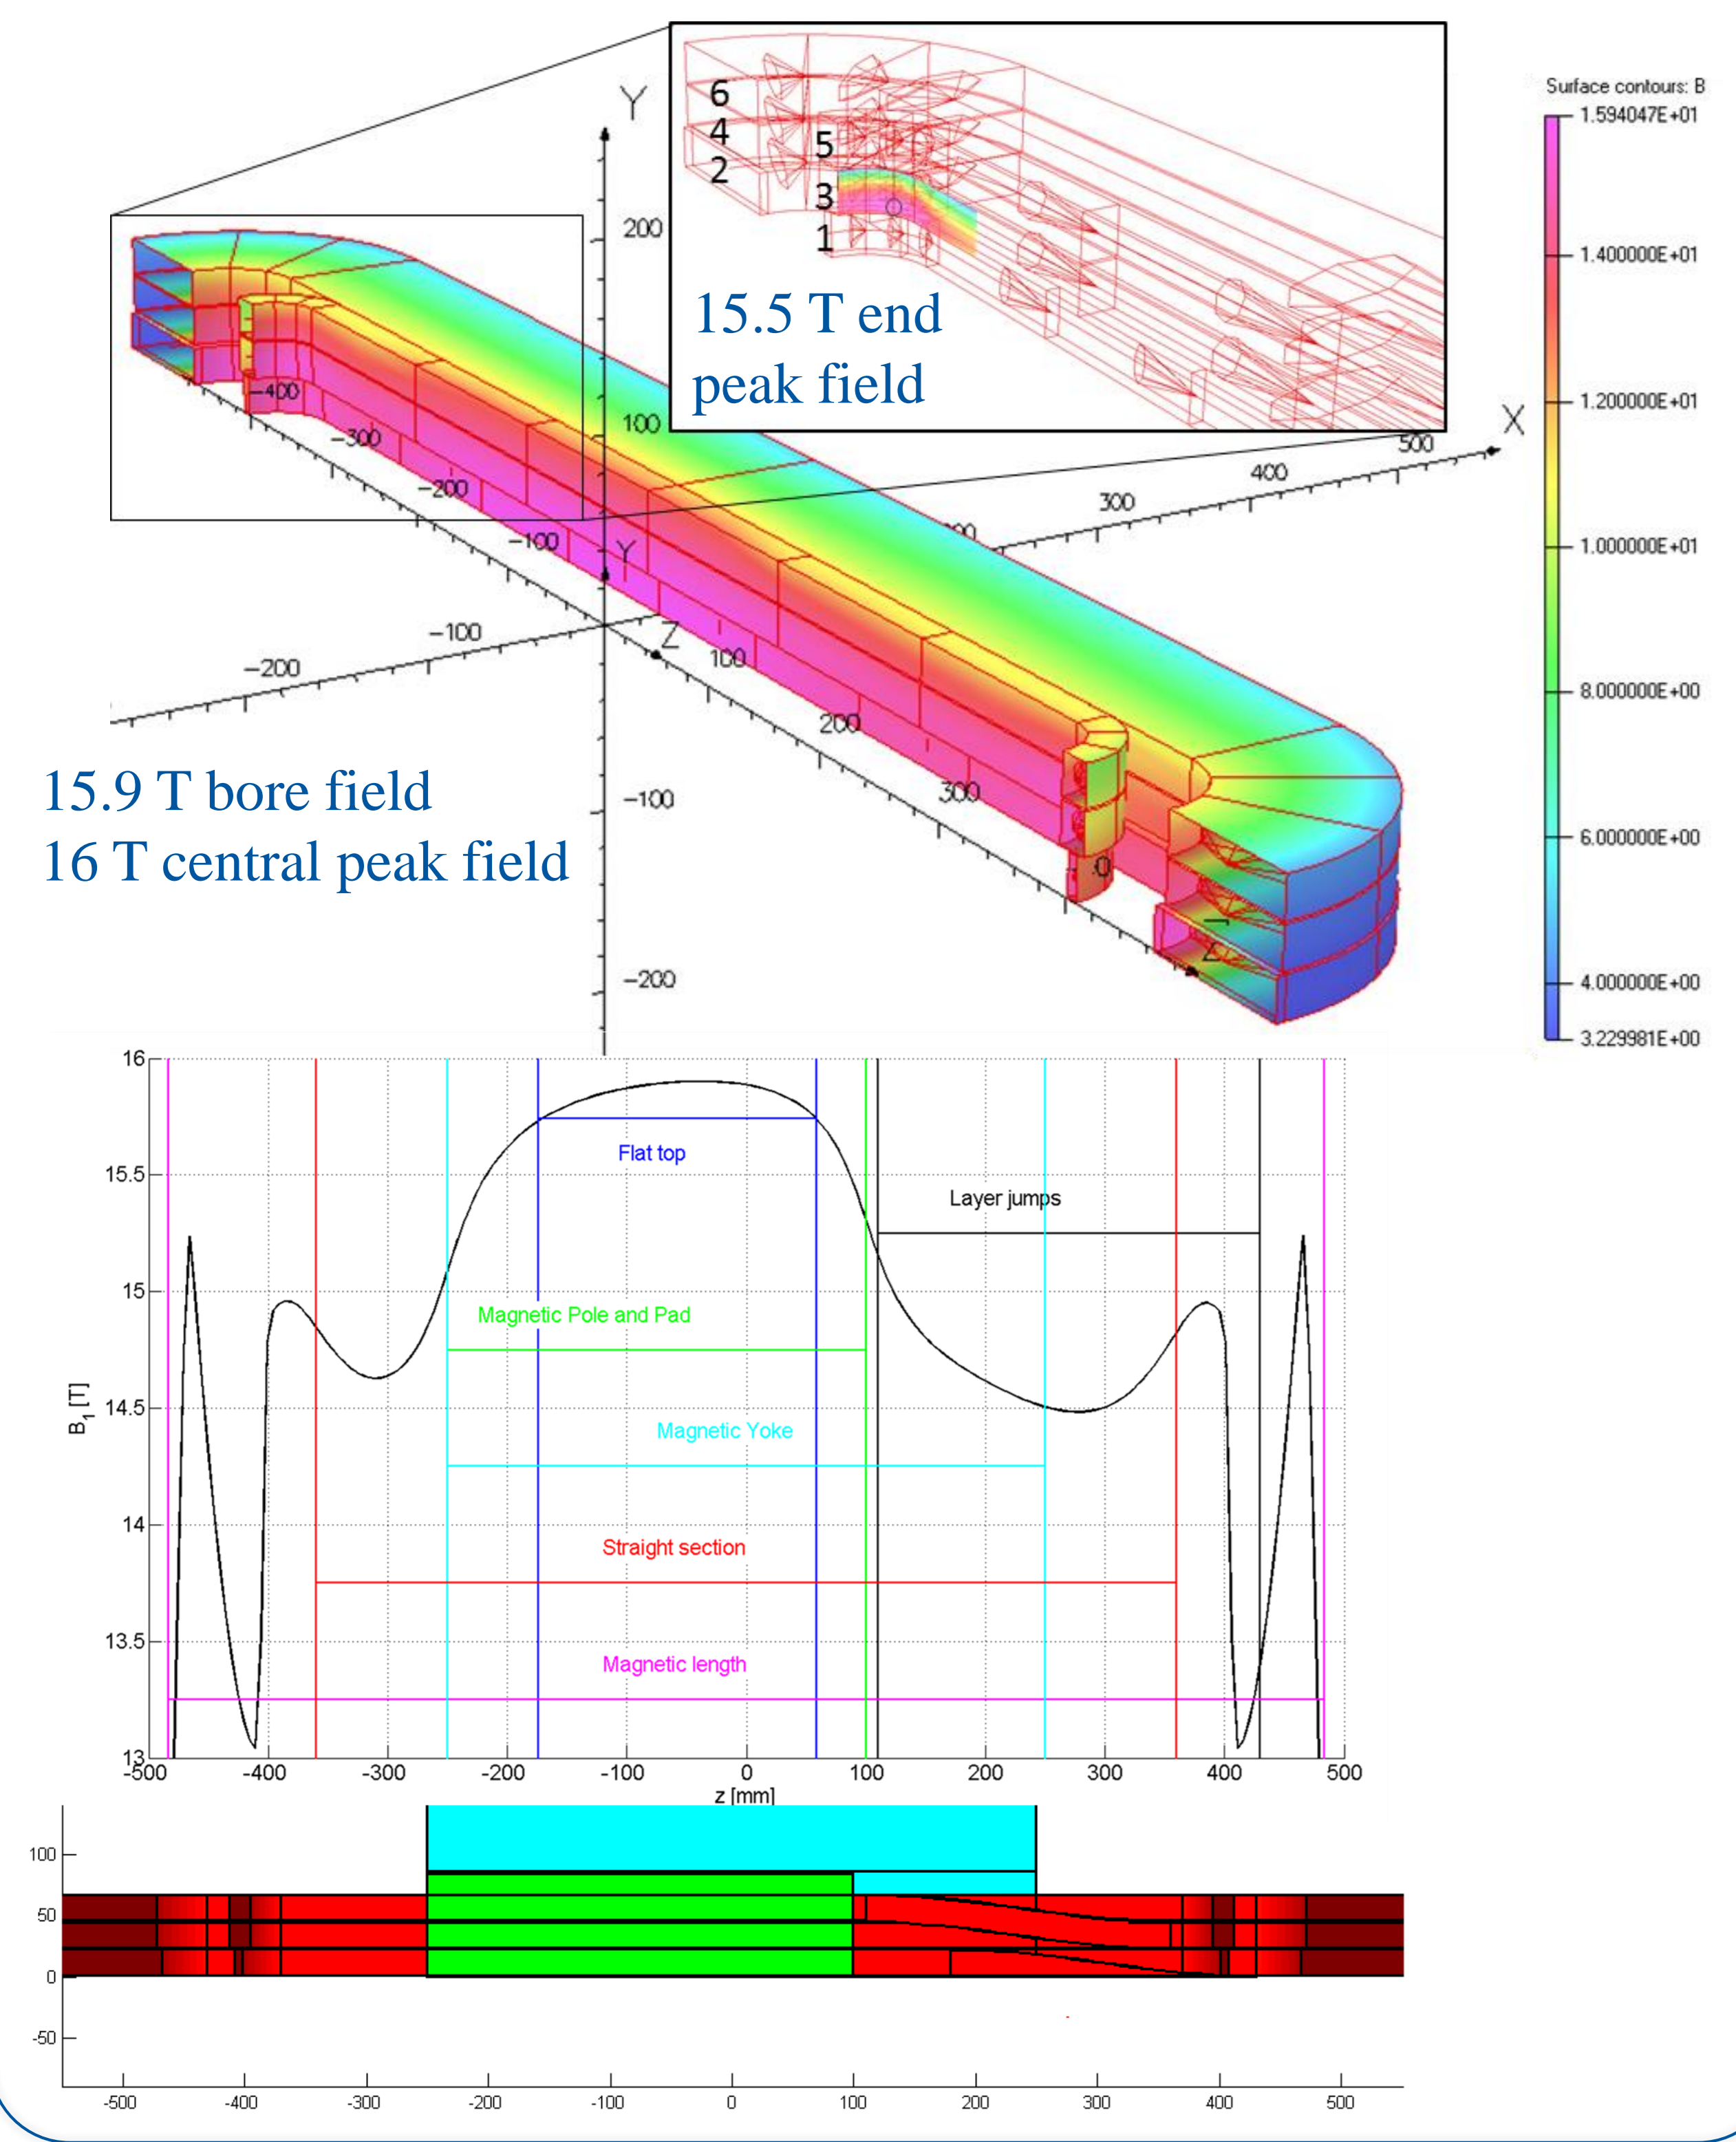 Surface contours: B
1.594047E+01
1.400000E+01
1.200000E+01
1.000000E+01
8.000000E+00
6.000000E+00
4.000000E+00
3.229981E+00
6
4
2
5
3
1
15.5 T end
peak field
Y
200
100
X
500
400
300
-400
-300
-200
-100
Y
Z
100
200
300
-100
-200
-100
-200
Z
15.9 T bore field
16 T central peak field
16
15.5
15
14.5
14
13.5
13
B1 [T]
Flat top
Layer jumps
Magnetic Pole and Pad
Magnetic Yoke
Straight section
Magnetic length
-500 -400 -300 -200 -100 0 100 200 300 400 500
z [mm]
100
50
0
-50
-500 -400 -300 -200 -100 0 100 200 300 400 500